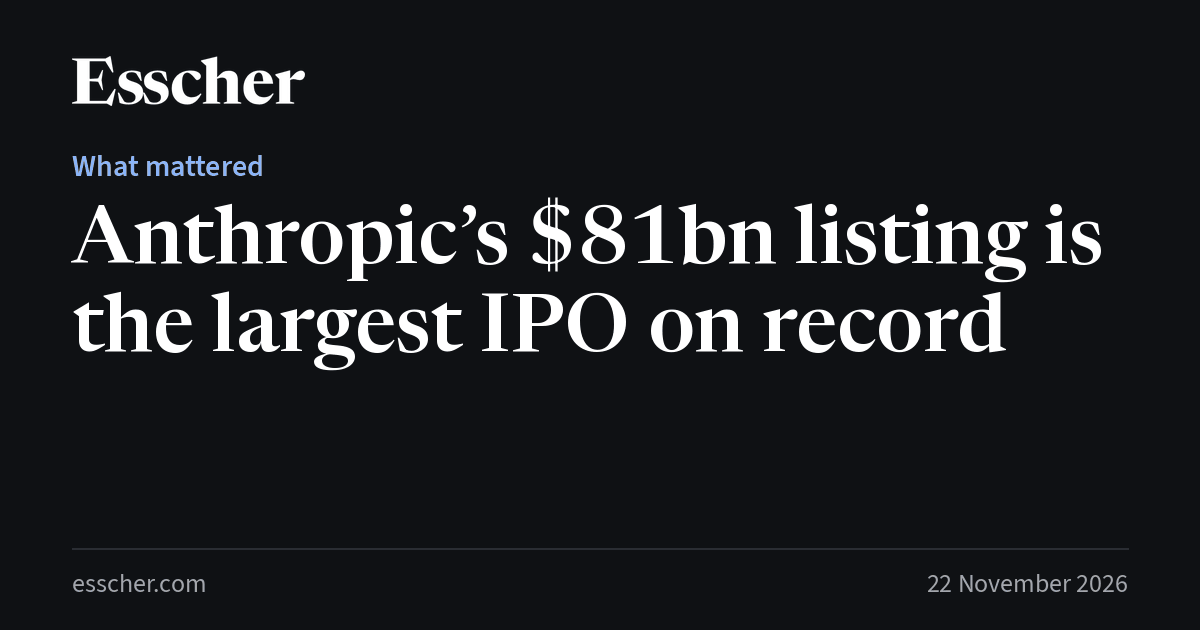 Esscher
What mattered
Anthropic’s $81bn listing is
the largest IPO on record
esscher.com
22 November 2026